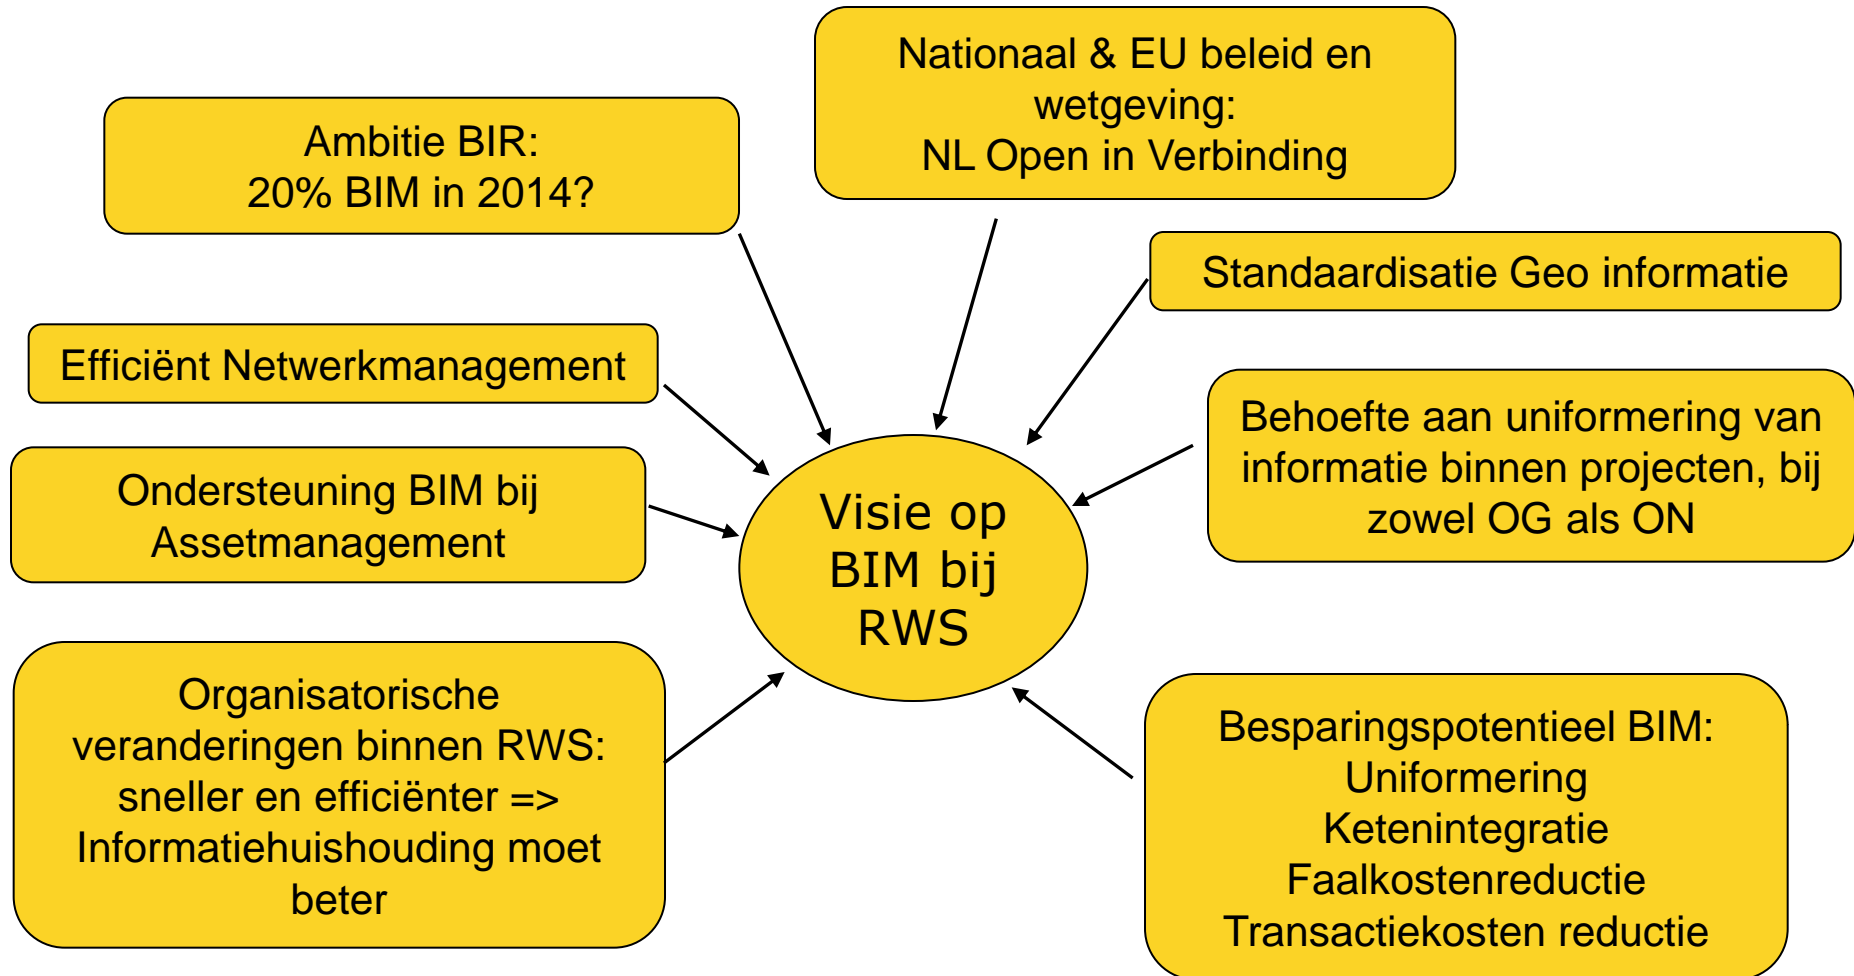 Nationaal & EU beleid en
wetgeving:
NL Open in Verbinding
Ambitie BIR:
20% BIM in 2014?
Standaardisatie Geo informatie
Efficiënt Netwerkmanagement
Behoefte aan uniformering van
informatie binnen projecten, bij
zowel OG als ON
Ondersteuning BIM bij
Assetmanagement
Visie op
BIM bij
RWS
Organisatorische
veranderingen binnen RWS:
sneller en efficiënter =>
Informatiehuishouding moet
beter
Besparingspotentieel BIM:
Uniformering
Ketenintegratie
Faalkostenreductie
Transactiekosten reductie